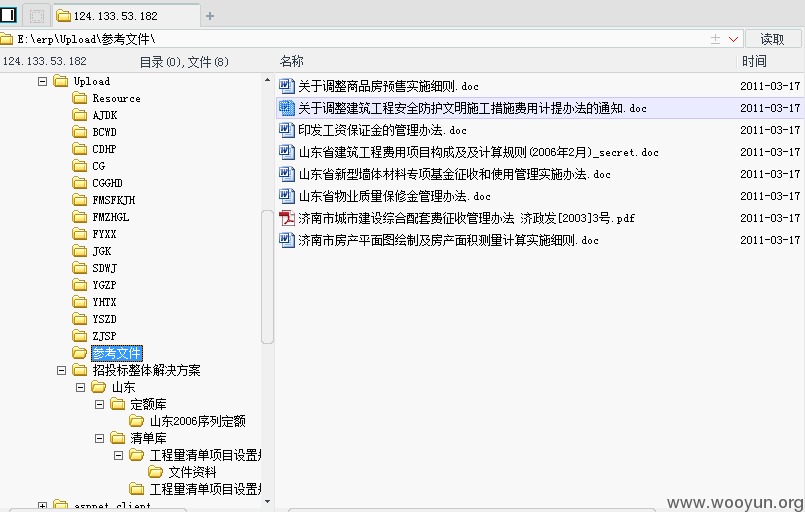 124.133.53.182
E:\erp\Upload\参考文件\
读取
124.133.53.182 目录(0),文件(8)
名称 时间
Upload
Resource
AJDK
BCWD
CDHP
CG
CGGHD
FMSFKJH
FMZHGL
FYXX
JGK
SDWJ
YGZP
YHTX
YSZD
ZJSP
参考文件
招投标整体解决方案
山东
定额库
山东2006序列定额
清单库
工程量清单项目设置规
文件资料
工程量清单项目设置规
aspnet_client
关于调整商品房预售实施细则.doc 2011-03-17
关于调整建筑工程安全防护文明施工措施费用计提办法的通知.doc 2011-03-17
印发工资保证金的管理办法.doc 2011-03-17
山东省建筑工程费用项目构成及及计算规则(2006年2月)_secret.doc 2011-03-17
山东省新型墙体材料专项基金征收和使用管理实施办法.doc 2011-03-17
山东省物业质量保修金管理办法.doc 2011-03-17
济南市城市建设综合配套费征收管理办法 济政发[2003]3号.pdf 2011-03-17
济南市房产平面图绘制及房产面积测量计算实施细则.doc 2011-03-17
www.wooyun.org